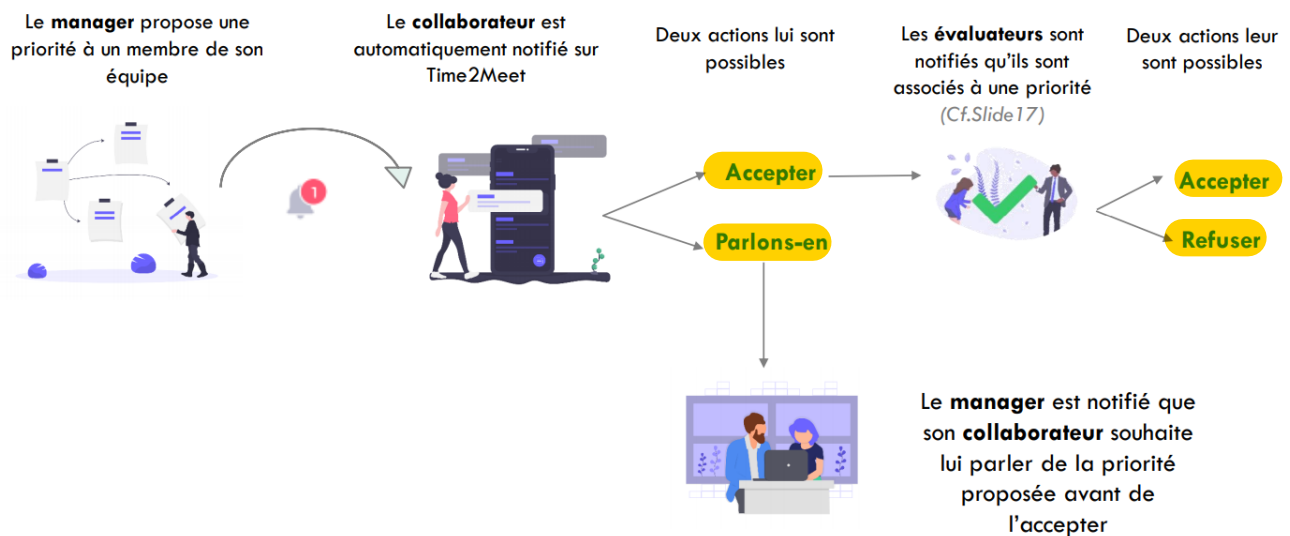 Le manager propose une
priorité à un membre de son
équipe
Le collaborateur est
automatiquement notifié sur
Time2Meet
Deux actions lui sont
possibles
Les évaluateurs sont
notifiés qu'ils sont
associés à une priorité
(Cf.Slide17)
Deux actions leur
sont possibles
1
Accepter
Parlons-en
Accepter
Refuser
Le manager est notifié que
son collaborateur souhaite
lui parler de la priorité
proposée avant de
l'accepter